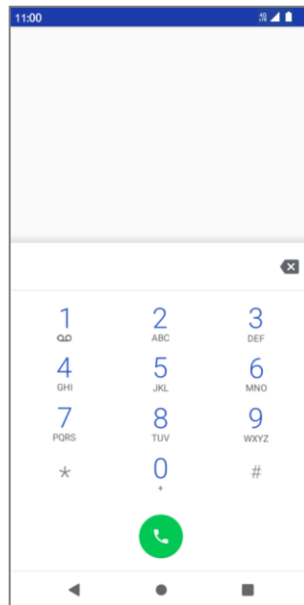 11:00
1 2 3
ABC DEF
4 5 6
GHI JKL MNO
7 8 9
PQRS TUV WXYZ
* 0 #
+